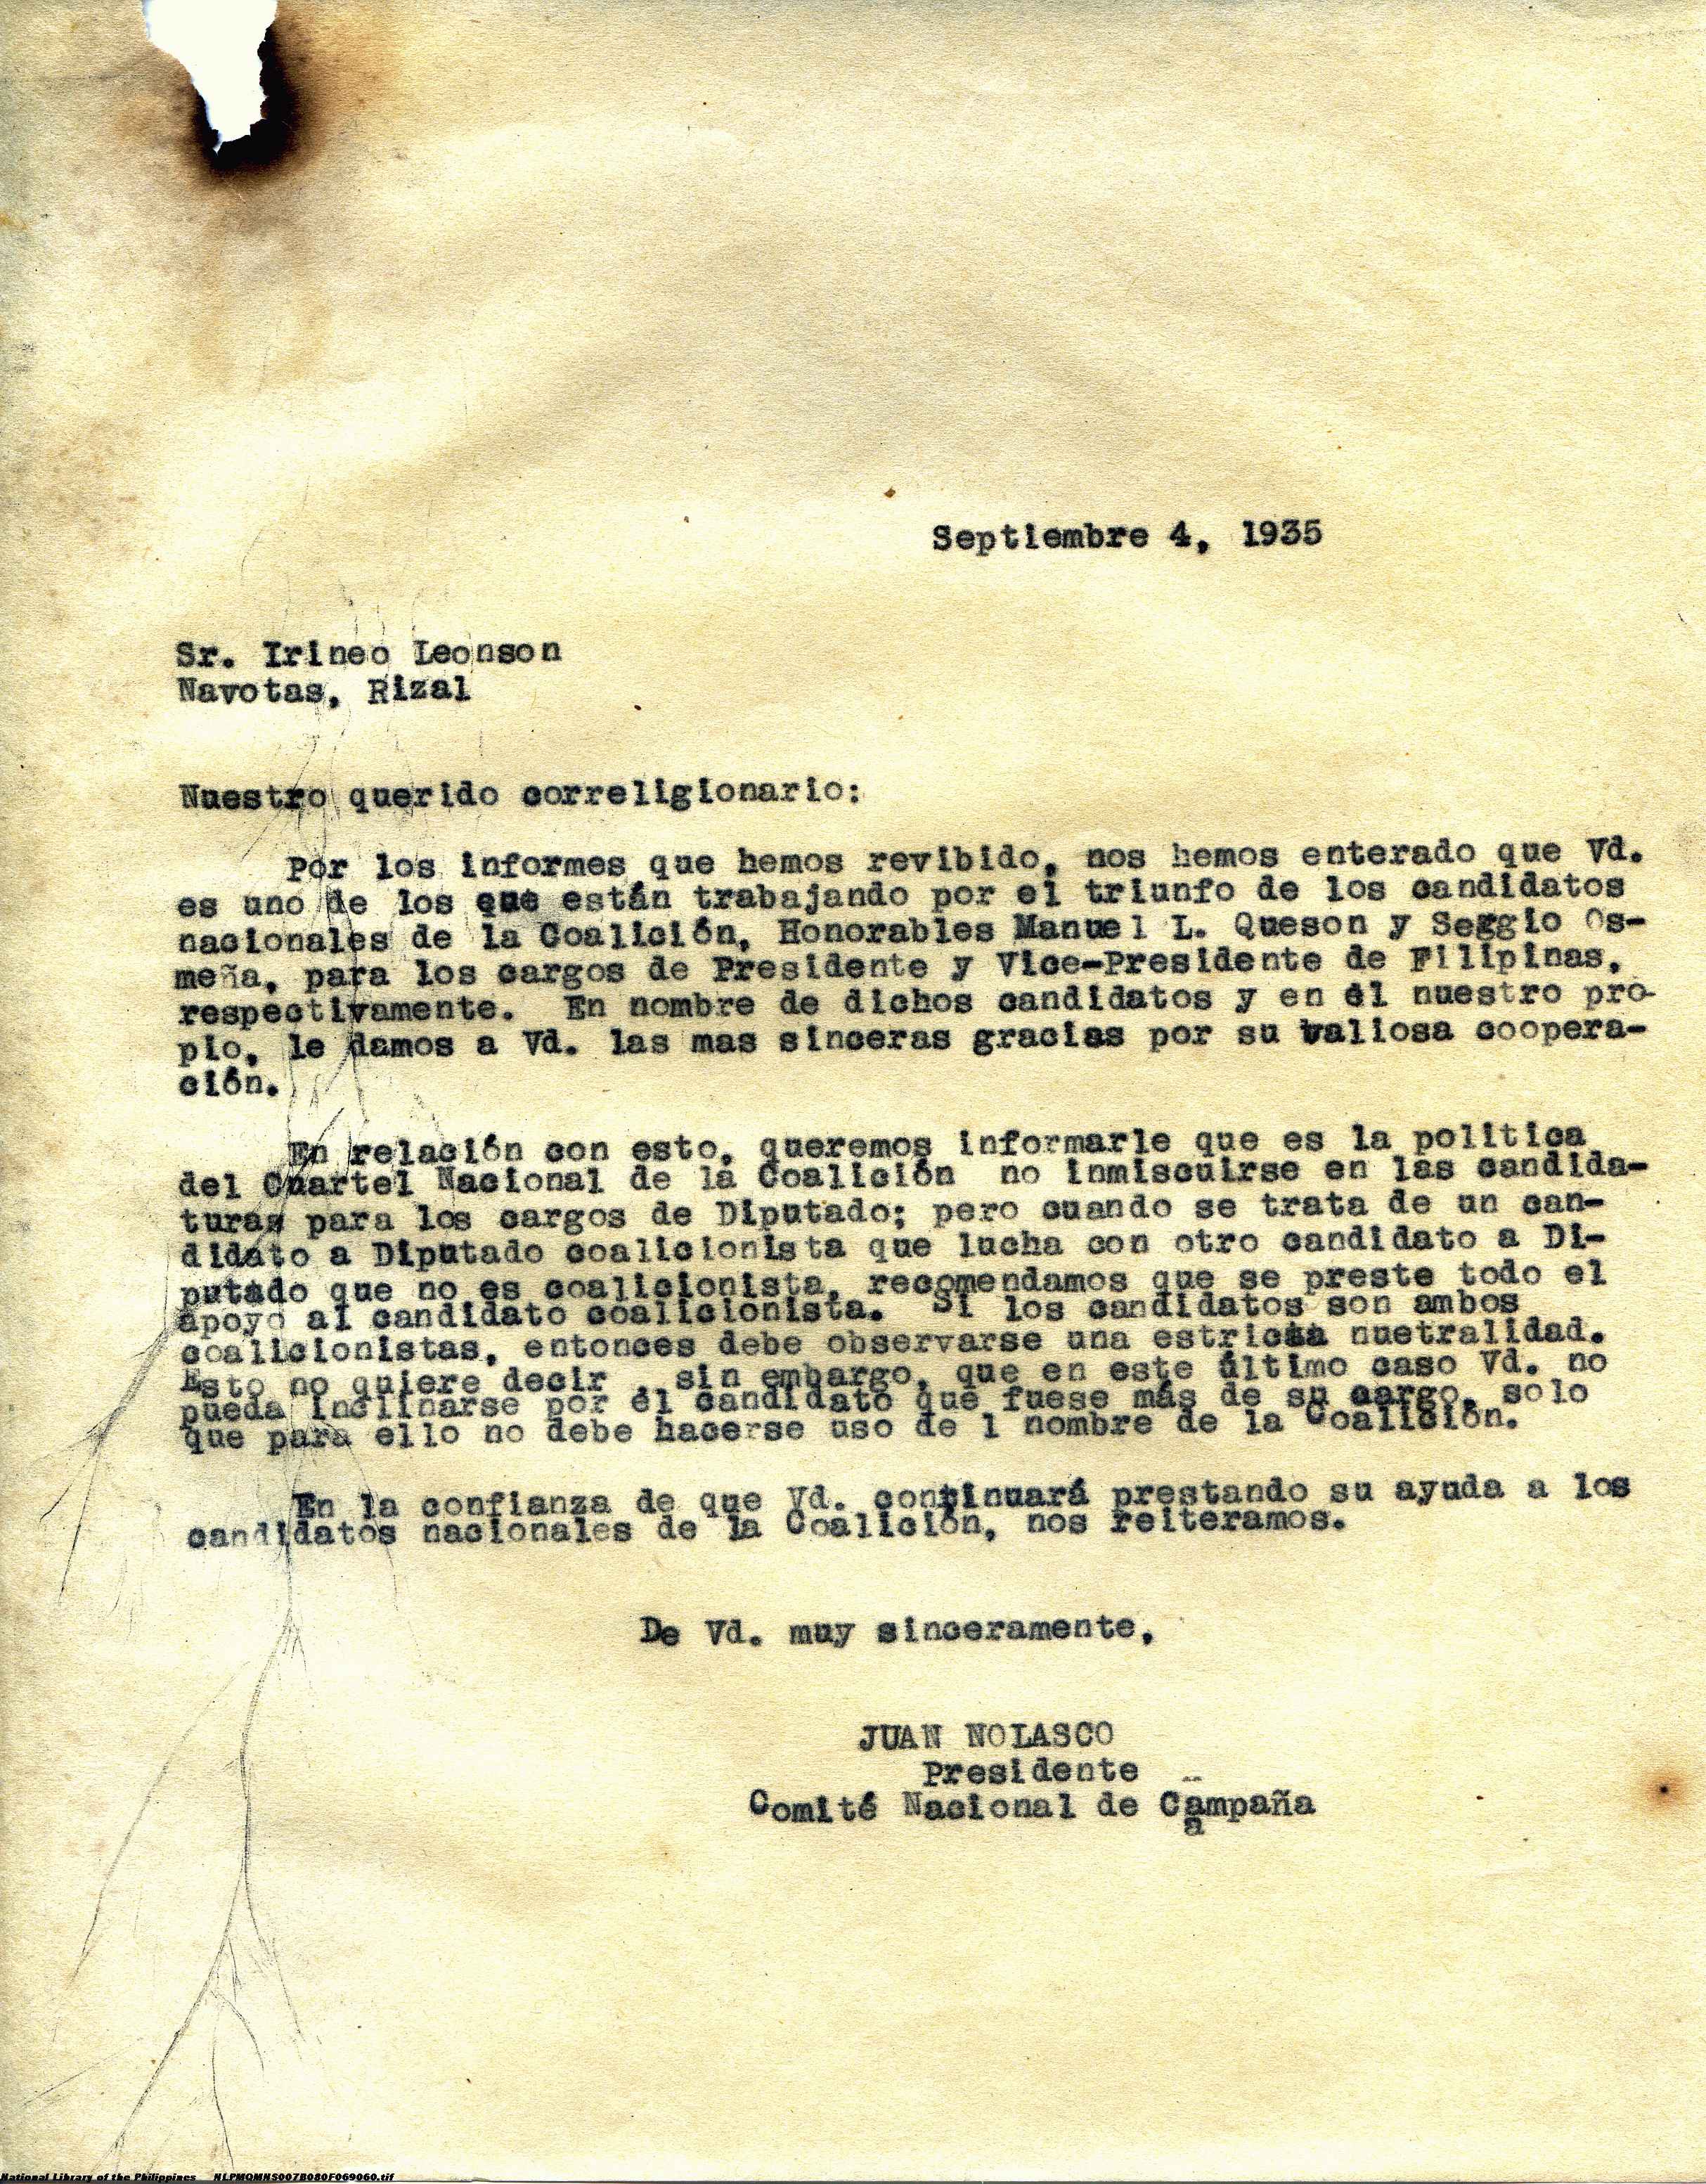 Septiembre 4, 1935
Sr. Irineo Leonson
Navotas, Rizal
Nuestro querido correligionario:
Por los informes que hemos revibido, nos hemos enterado que Vd.
es uno de los que están trabajando por el triunfo de los candidatos
nacionales de la Coalición, Honorables Manuel L. Queson y Seggio Os-
meña, para los cargos de Presidente y Vice-Presidente de Filipinas,
respectivamente. En nombre de dichos candidatos y en el nuestro pro-
pio, le damos a Vd. las mas sinceras gracias por su valiosa coopera-
ción.
En relación con esto, queremos informarle que es la politica
del Cuartel Nacional de la Coalición no inmiscuirse en las candida-
turas para los cargos de Diputado; pero cuando se trata de un can-
didato a Diputado coalicionista que lucha con otro candidato a Di-
putado que no es coalicionista, recomendamos que se preste todo el
apoyo al candidato coalicionista. Si los candidatos son ambos
coalicionistas, entonces debe observarse una estricta nuetralidad.
Esto no quiere decir , sin embargo, que en este último caso Vd. no
pueda inclinarse por el candidato que fuese más de su cargo, solo
que para ello no debe hacerse uso de l nombre de la Coalición.
En la confianza de que Vd. continuará prestando su ayuda a los
candidatos nacionales de la Coalición, nos reiteramos.
De Vd. muy sinceramente,
JUAN NOLASCO
Presidente
Comité Nacional de Campaña
National Library of the Philippines NLPMQMNS007B080F069060.tif